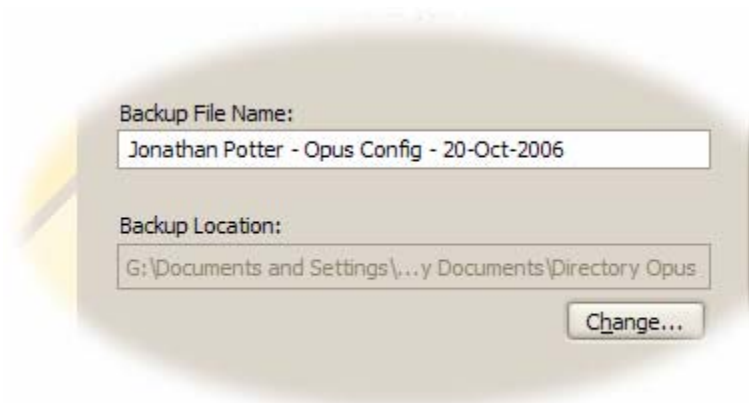 Backup File Name:
Jonathan Potter - Opus Config - 20-Oct-2006
Backup Location:
G:\Documents and Settings\...y Documents\Directory Opus
Change...